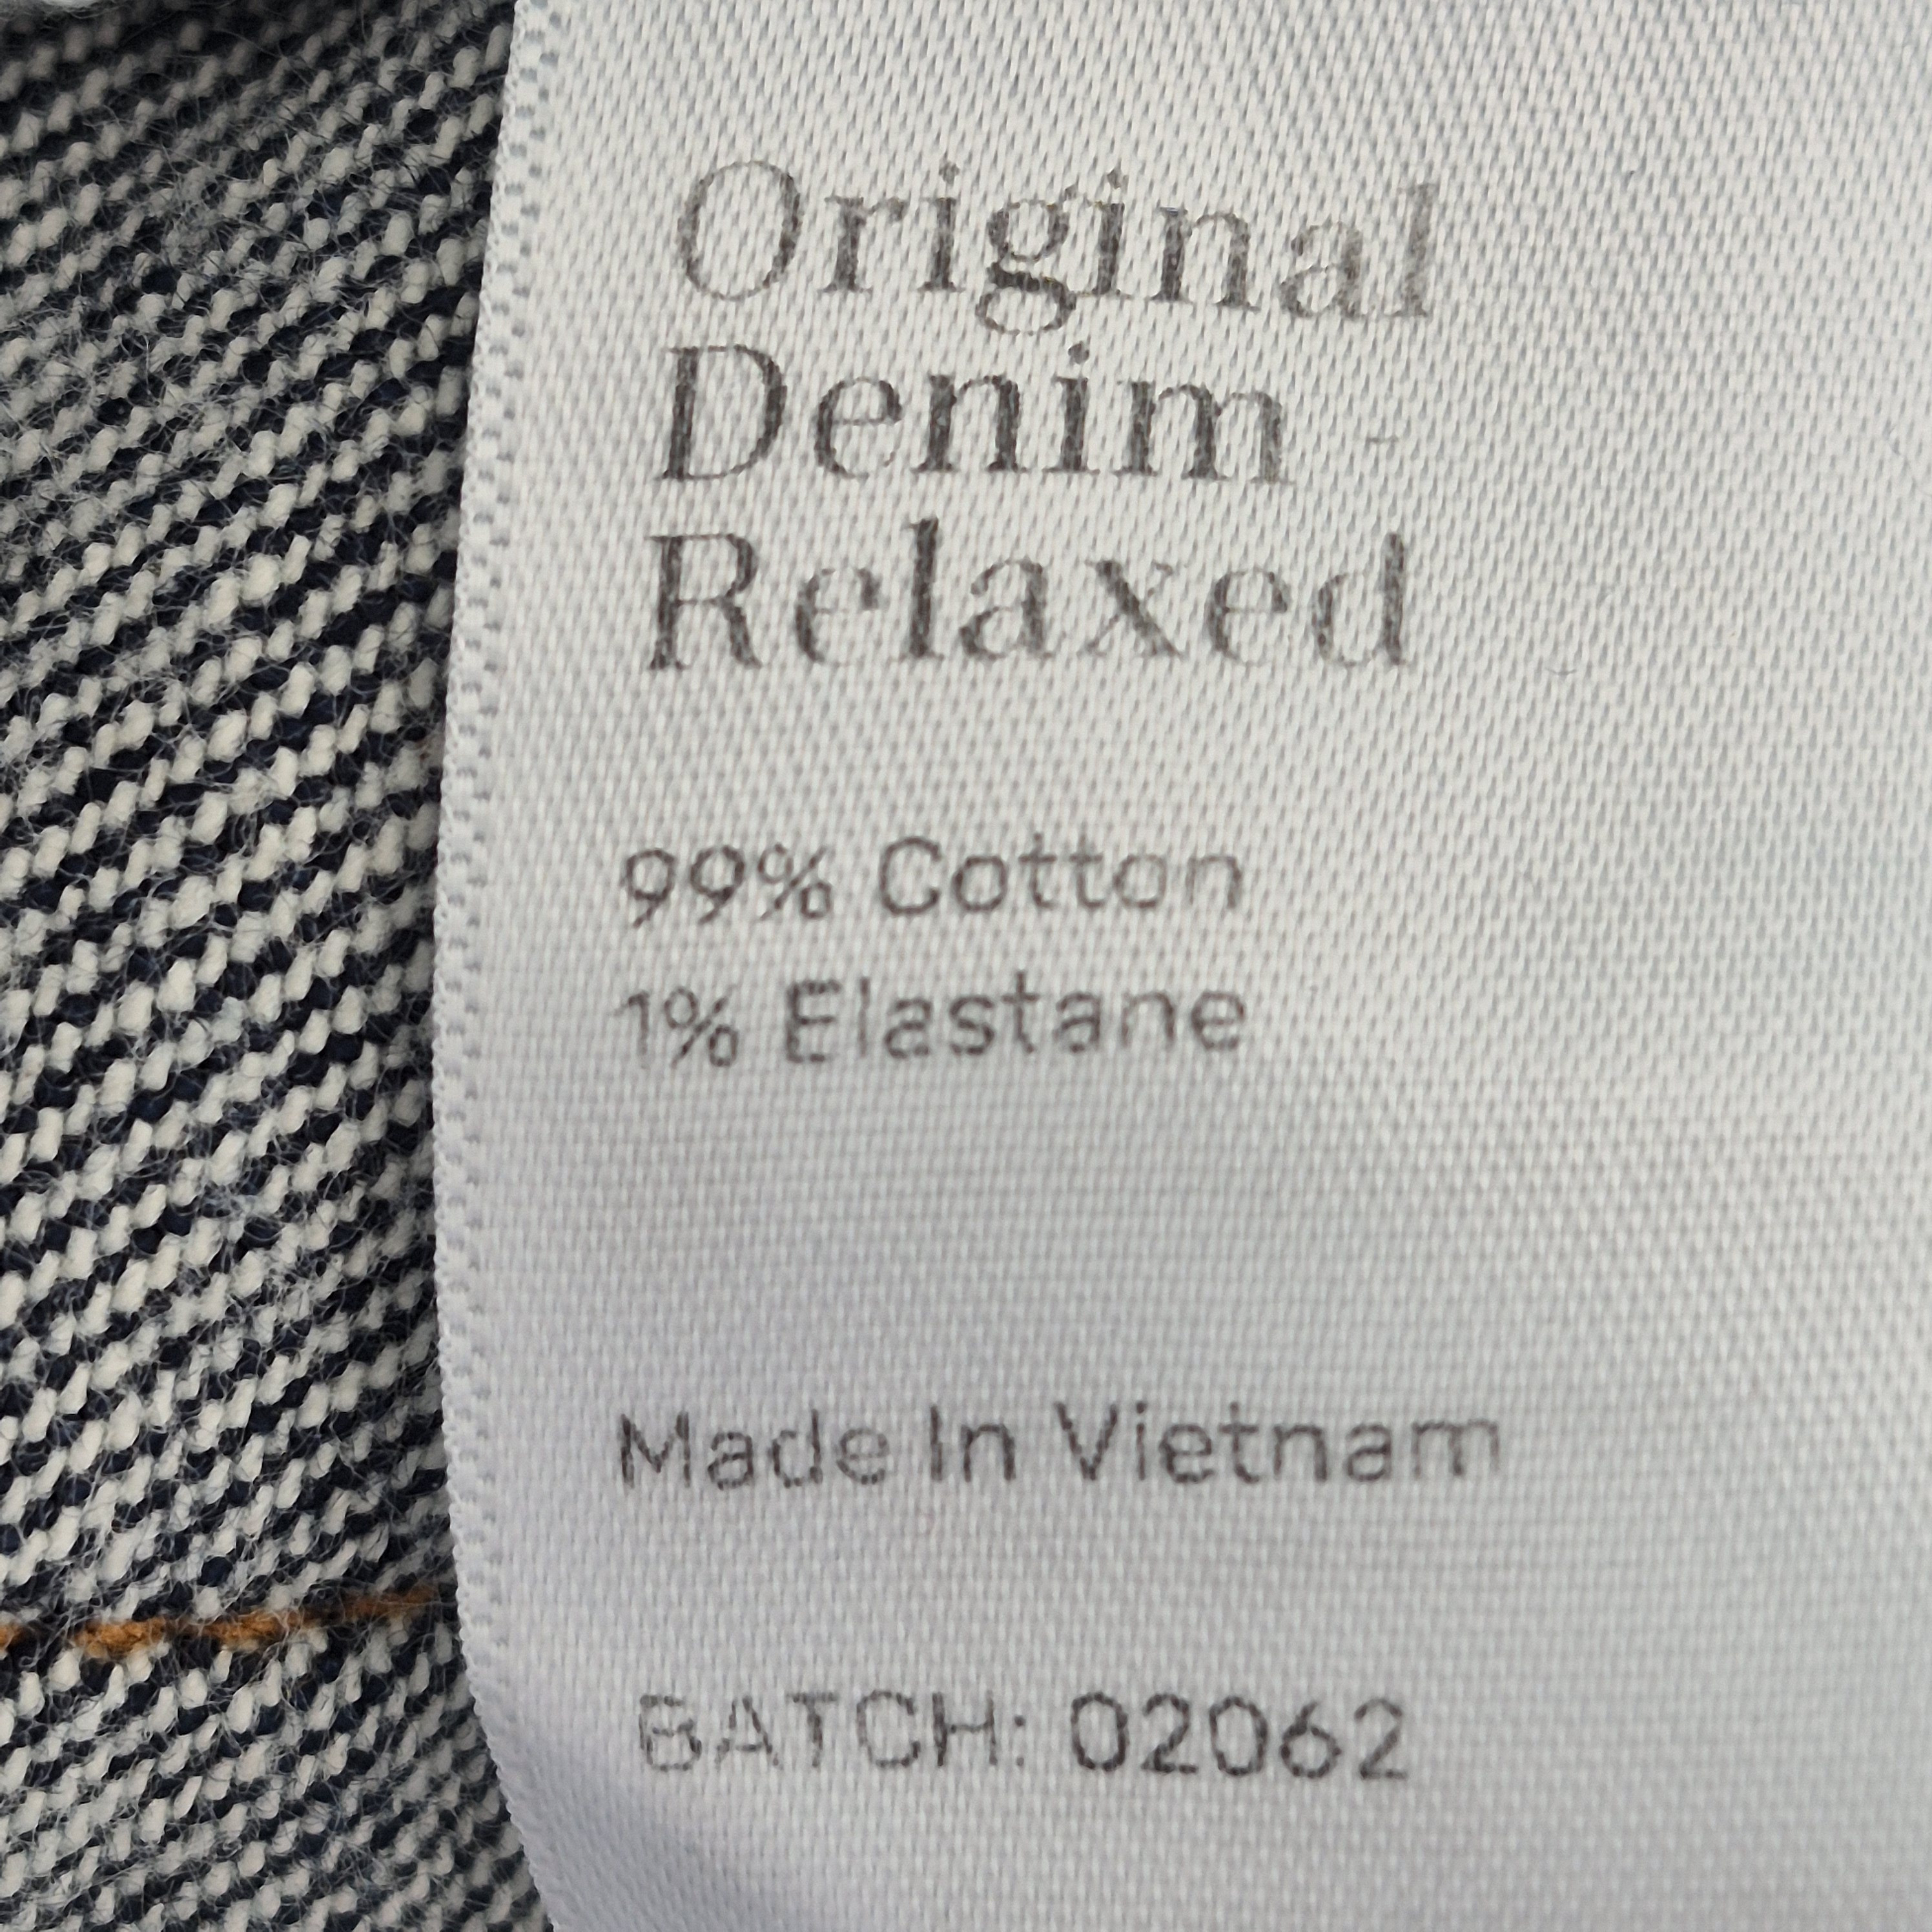 Original
Denim -
Relaxed
99% Cotton
1% Elastane
Made In Vietnam
BATCH: 02062